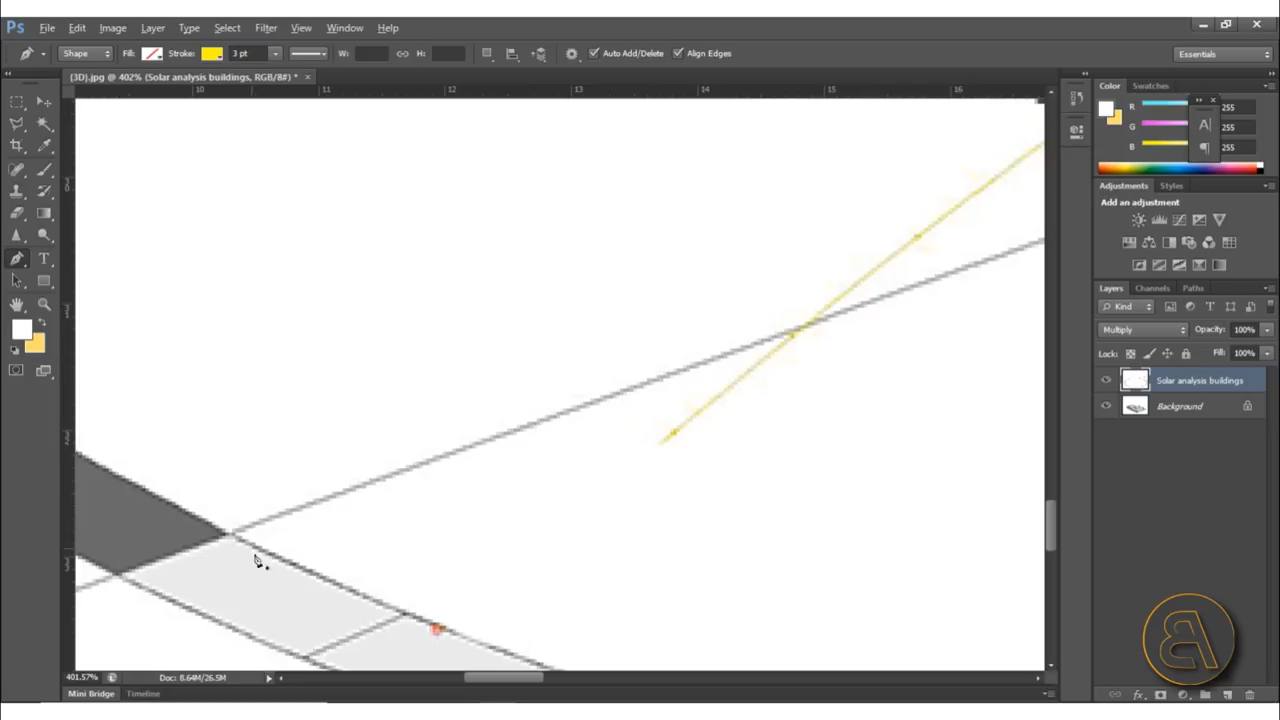 Ps File Edit Image Layer Type Select Filter View Window Help
Shape Fill: Stroke: 3 pt W: H: Auto Add/Delete Align Edges Essentials
(3D).jpg @ 402% (Solar analysis buildings, RGB/8#) * ×
10 11 12 13 14 15 16
Color Swatches
R 255
G 255
B 255
Adjustments Styles
Add an adjustment
Layers Channels Paths
Kind
Multiply Opacity: 100%
Lock: Fill: 100%
Solar analysis buildings
Background
401.57% Doc: 8.64M/26.5M
Mini Bridge Timeline